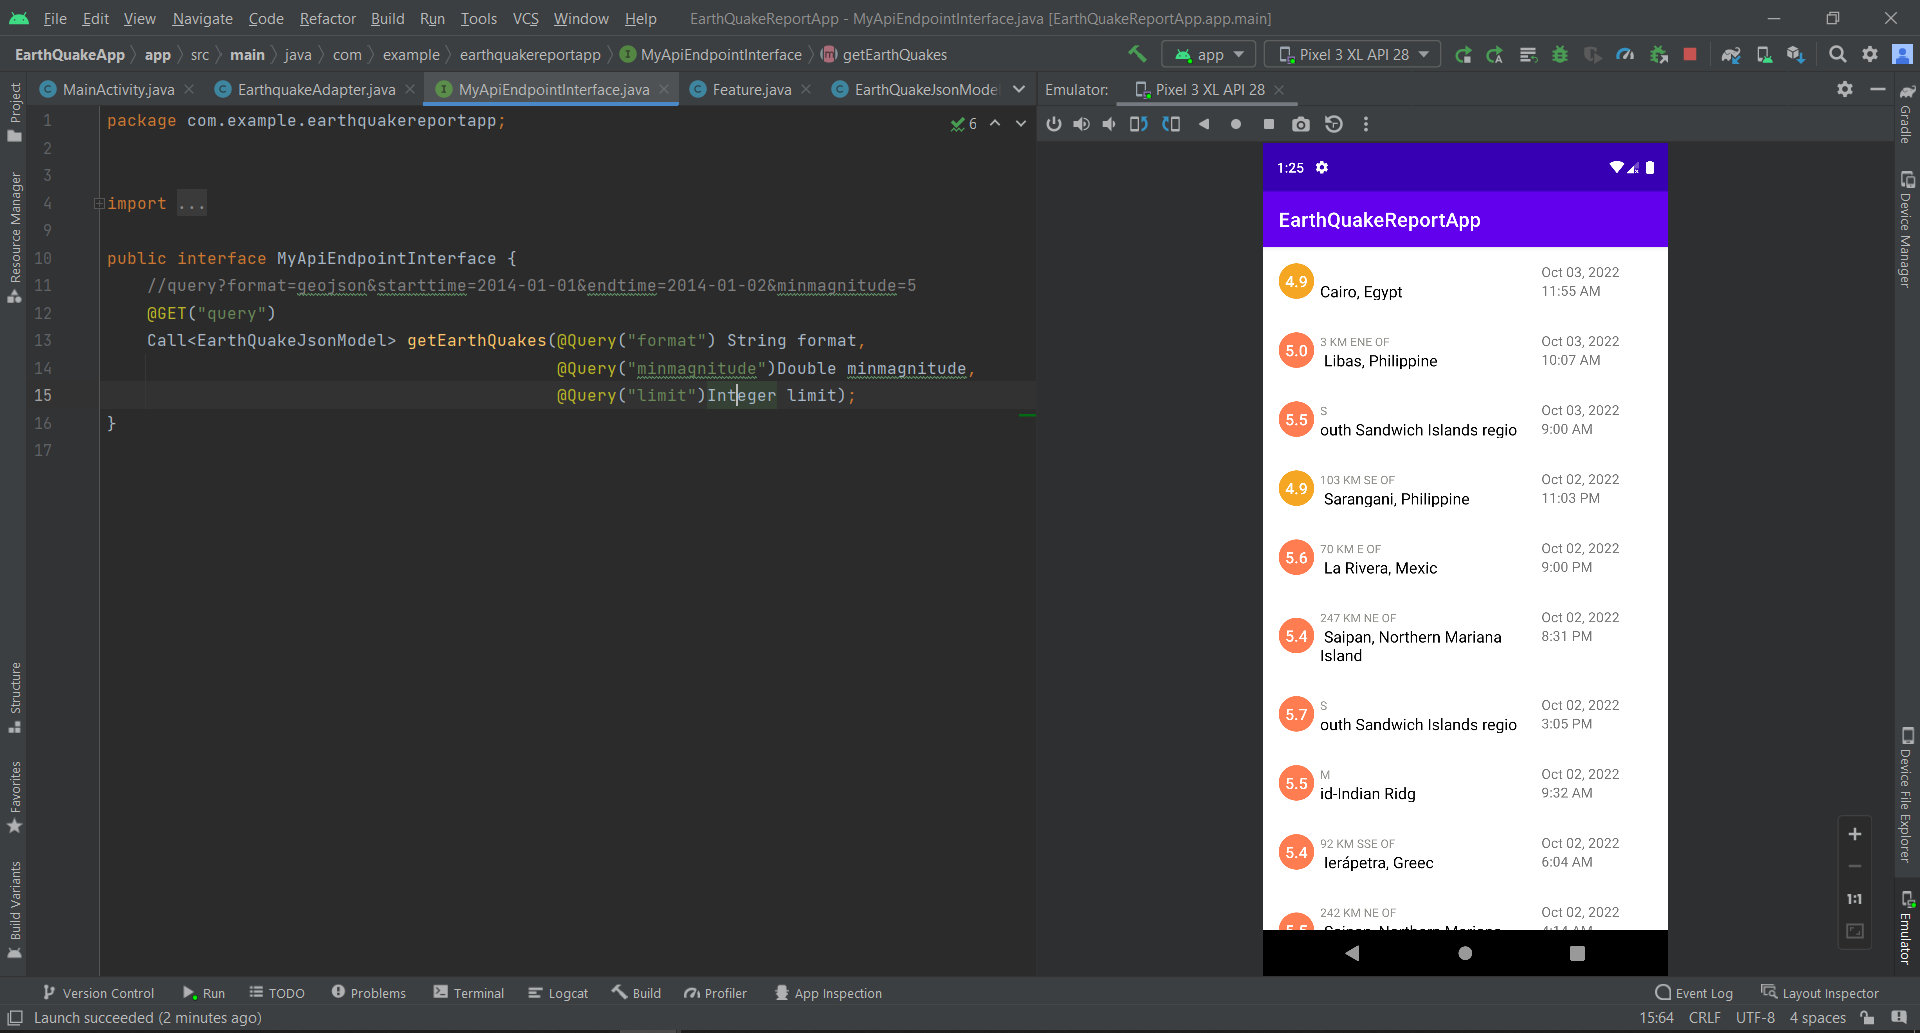 File Edit View Navigate Code Refactor Build Run Tools VCS Window Help EarthQuakeReportApp - MyApiEndpointInterface.java [EarthQuakeReportApp.app.main]
EarthQuakeApp app src main java com example earthquakereportapp MyApiEndpointInterface getEarthQuakes app Pixel 3 XL API 28
MainActivity.java EarthquakeAdapter.java MyApiEndpointInterface.java Feature.java EarthQuakeJsonMode
Emulator: Pixel 3 XL API 28
Project
Resource Manager
Structure
Favorites
Build Variants
6
1 package com.example.earthquakereportapp;
2
3
4 import ...
9
10 public interface MyApiEndpointInterface {
11 //query?format=geojson&starttime=2014-01-01&endtime=2014-01-02&minmagnitude=5
12 @GET("query")
13 Call<EarthQuakeJsonModel> getEarthQuakes(@Query("format") String format,
14 @Query("minmagnitude")Double minmagnitude,
15 @Query("limit")Integer limit);
16 }
17
1:25
EarthQuakeReportApp
4.9 Cairo, Egypt Oct 03, 2022
11:55 AM
5.0 3 KM ENE OF Oct 03, 2022
Libas, Philippine 10:07 AM
5.5 S Oct 03, 2022
outh Sandwich Islands regio 9:00 AM
4.9 103 KM SE OF Oct 02, 2022
Sarangani, Philippine 11:03 PM
5.6 70 KM E OF Oct 02, 2022
La Rivera, Mexic 9:00 PM
5.4 247 KM NE OF Oct 02, 2022
Saipan, Northern Mariana 8:31 PM
Island
5.7 S Oct 02, 2022
outh Sandwich Islands regio 3:05 PM
5.5 M Oct 02, 2022
id-Indian Ridg 9:32 AM
5.4 92 KM SSE OF Oct 02, 2022
Ierápetra, Greec 6:04 AM
242 KM NE OF Oct 02, 2022
1:1
Gradle
Device Manager
Device File Explorer
Emulator
Version Control Run TODO Problems Terminal Logcat Build Profiler App Inspection Event Log Layout Inspector
Launch succeeded (2 minutes ago) 15:64 CRLF UTF-8 4 spaces